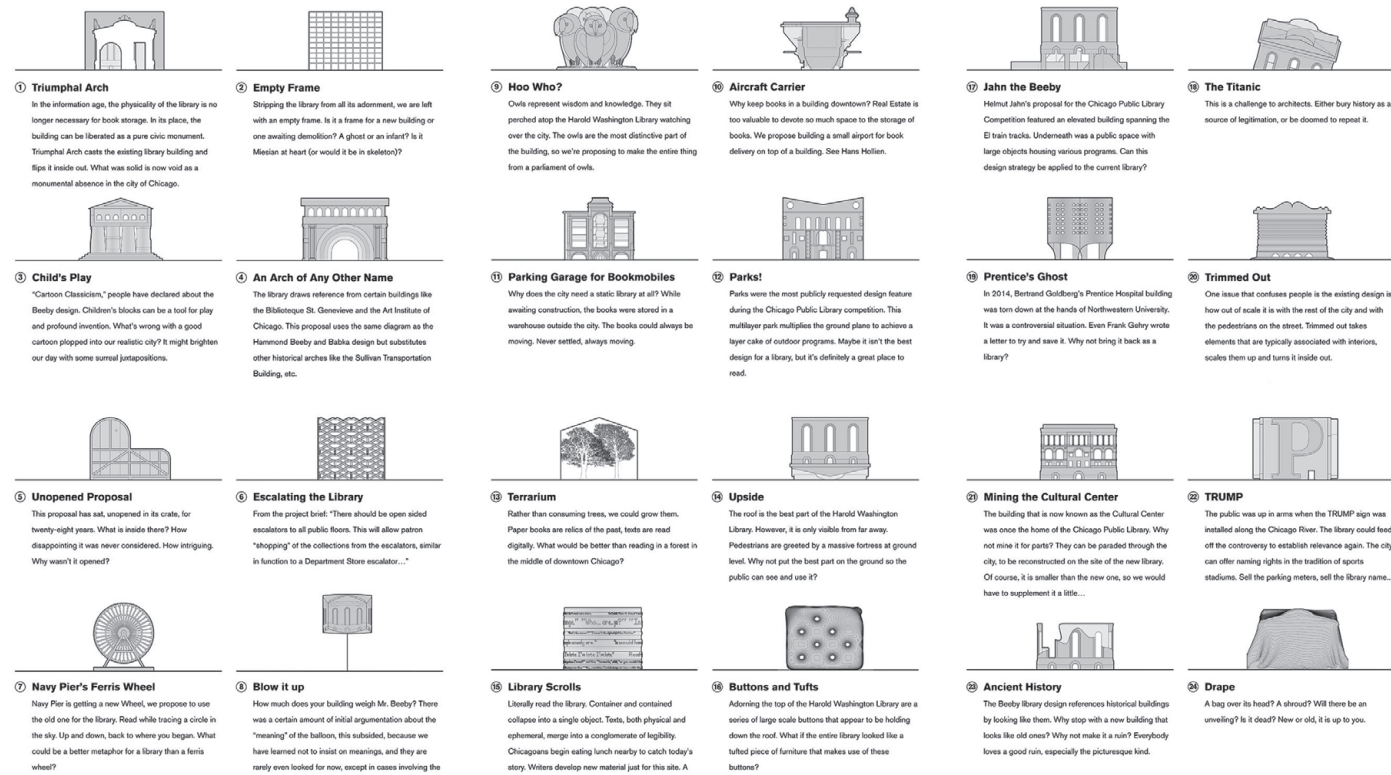 ① Triumphal Arch
In the information age, the physicality of the library is no
longer necessary for book storage. In its place, the
building can be liberated as a pure civic monument.
Triumphal Arch casts the existing library building and
flips it inside out. What was solid is now void as a
monumental absence in the city of Chicago.
② Empty Frame
Stripping the library from all its adornment, we are left
with an empty frame. Is it a frame for a new building or
one awaiting demolition? A ghost or an infant? Is it
Miesian at heart (or would it be in skeleton)?
③ Child's Play
"Cartoon Classicism," people have declared about the
Beeby design. Children's blocks can be a tool for play
and profound invention. What's wrong with a good
cartoon plopped into our realistic city? It might brighten
our day with some surreal juxtapositions.
④ An Arch of Any Other Name
The library draws reference from certain buildings like
the Biblioteque St. Genevieve and the Art Institute of
Chicago. This proposal uses the same diagram as the
Hammond Beeby and Babka design but substitutes
other historical arches like the Sullivan Transportation
Building, etc.
⑤ Unopened Proposal
This proposal has sat, unopened in its crate, for
twenty-eight years. What is inside there? How
disappointing it was never considered. How intriguing.
Why wasn't it opened?
⑥ Escalating the Library
From the project brief: "There should be open sided
escalators to all public floors. This will allow patron
"shopping" of the collections from the escalators, similar
in function to a Department Store escalator…"
⑦ Navy Pier's Ferris Wheel
Navy Pier is getting a new Wheel, we propose to use
the old one for the library. Read while tracing a circle in
the sky. Up and down, back to where you began. What
could be a better metaphor for a library than a ferris
wheel?
⑧ Blow it up
How much does your building weigh Mr. Beeby? There
was a certain amount of initial argumentation about the
"meaning" of the balloon, this subsided, because we
have learned not to insist on meanings, and they are
rarely even looked for now, except in cases involving the
⑨ Hoo Who?
Owls represent wisdom and knowledge. They sit
perched atop the Harold Washington Library watching
over the city. The owls are the most distinctive part of
the building, so we're proposing to make the entire thing
from a parliament of owls.
⑩ Aircraft Carrier
Why keep books in a building downtown? Real Estate is
too valuable to devote so much space to the storage of
books. We propose building a small airport for book
delivery on top of a building. See Hans Hollien.
⑪ Parking Garage for Bookmobiles
Why does the city need a static library at all? While
awaiting construction, the books were stored in a
warehouse outside the city. The books could always be
moving. Never settled, always moving.
⑫ Parks!
Parks were the most publicly requested design feature
during the Chicago Public Library competition. This
multilayer park multiplies the ground plane to achieve a
layer cake of outdoor programs. Maybe it isn't the best
design for a library, but it's definitely a great place to
read.
⑬ Terrarium
Rather than consuming trees, we could grow them.
Paper books are relics of the past, texts are read
digitally. What would be better than reading in a forest in
the middle of downtown Chicago?
⑭ Upside
The roof is the best part of the Harold Washington
Library. However, it is only visible from far away.
Pedestrians are greeted by a massive fortress at ground
level. Why not put the best part on the ground so the
public can see and use it?
⑮ Library Scrolls
Literally read the library. Container and contained
collapse into a single object. Texts, both physical and
ephemeral, merge into a conglomerate of legibility.
Chicagoans begin eating lunch nearby to catch today's
story. Writers develop new material just for this site. A
⑯ Buttons and Tufts
Adorning the top of the Harold Washington Library are a
series of large scale buttons that appear to be holding
down the roof. What if the entire library looked like a
tufted piece of furniture that makes use of these
buttons?
⑰ Jahn the Beeby
Helmut Jahn's proposal for the Chicago Public Library
Competition featured an elevated building spanning the
El train tracks. Underneath was a public space with
large objects housing various programs. Can this
design strategy be applied to the current library?
⑱ The Titanic
This is a challenge to architects. Either bury history as a
source of legitimation, or be doomed to repeat it.
⑲ Prentice's Ghost
In 2014, Bertrand Goldberg's Prentice Hospital building
was torn down at the hands of Northwestern University.
It was a controversial situation. Even Frank Gehry wrote
a letter to try and save it. Why not bring it back as a
library?
⑳ Trimmed Out
One issue that confuses people is the existing design is
how out of scale it is with the rest of the city and with
the pedestrians on the street. Trimmed out takes
elements that are typically associated with interiors,
scales them up and turns it inside out.
㉑ Mining the Cultural Center
The building that is now known as the Cultural Center
was once the home of the Chicago Public Library. Why
not mine it for parts? They can be paraded through the
city, to be reconstructed on the site of the new library.
Of course, it is smaller than the new one, so we would
have to supplement it a little…
P
㉒ TRUMP
The public was up in arms when the TRUMP sign was
installed along the Chicago River. The library could feed
off the controversy to establish relevance again. The city
can offer naming rights in the tradition of sports
stadiums. Sell the parking meters, sell the library name..
㉓ Ancient History
The Beeby library design references historical buildings
by looking like them. Why stop with a new building that
looks like old ones? Why not make it a ruin? Everybody
loves a good ruin, especially the picturesque kind.
㉔ Drape
A bag over its head? A shroud? Will there be an
unveiling? Is it dead? New or old, it is up to you.